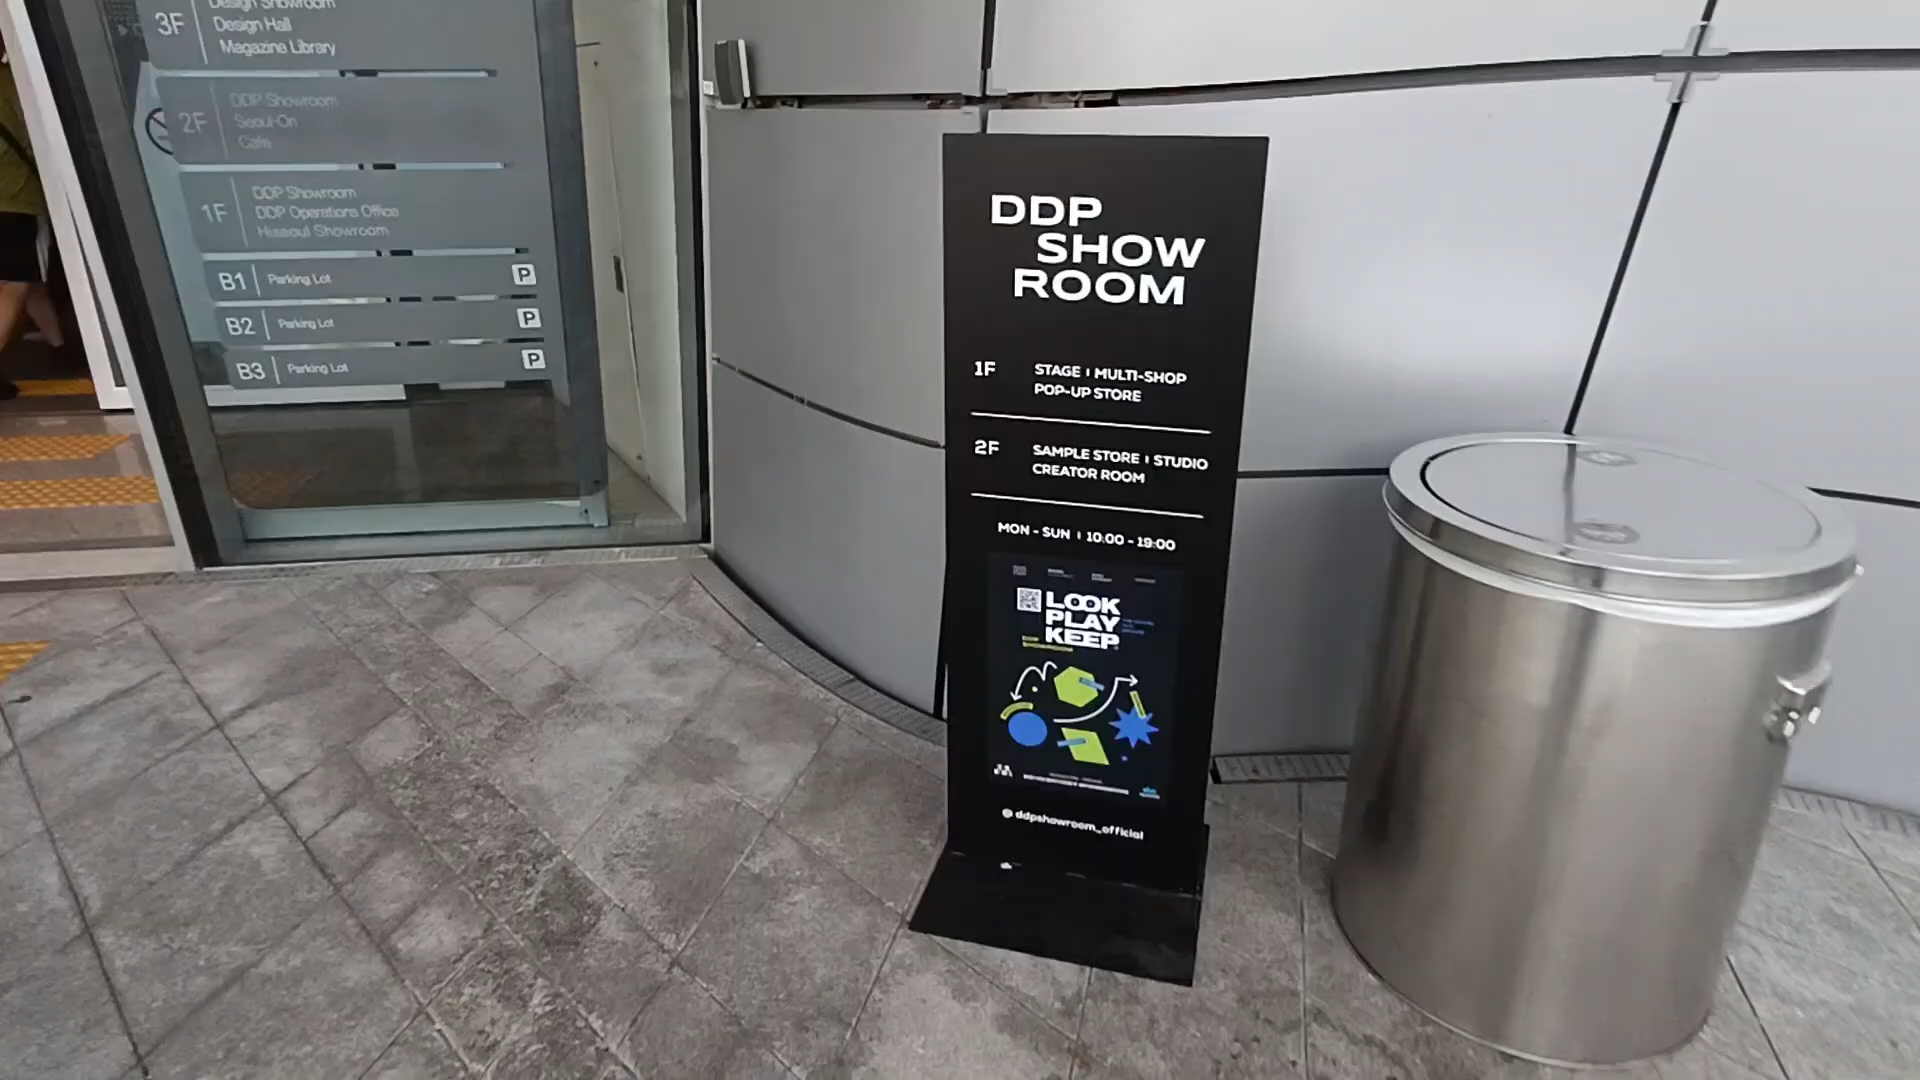 3F
Design Showroom
Design Hall
Magazine Library
2F
DDP Showroom
Seoul-On
Cafe
1F
DDP Showroom
DDP Operations Office
Hiseoul Showroom
B1
Parking Lot
P
B2
Parking Lot
P
B3
Parking Lot
P
DDP
SHOW
ROOM
1F
STAGE | MULTI-SHOP
POP-UP STORE
2F
SAMPLE STORE | STUDIO
CREATOR ROOM
MON - SUN | 10:00 - 19:00
LOOK
PLAY
KEEP
@ddpshowroom_official